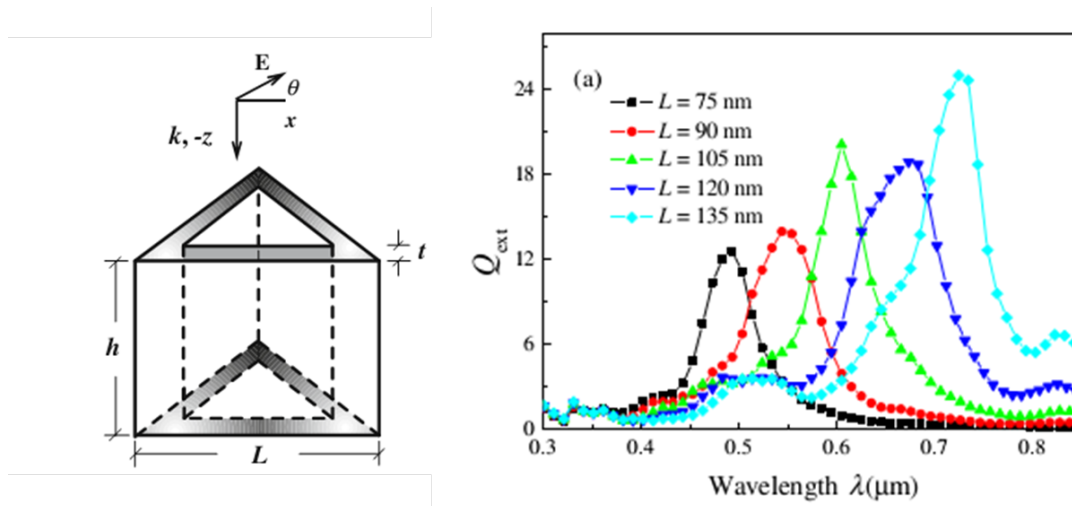 E
θ
x
k, -z
t
h
L
(a)
L = 75 nm
L = 90 nm
L = 105 nm
L = 120 nm
L = 135 nm
Q_ext
24
18
12
6
0
0.3 0.4 0.5 0.6 0.7 0.8
Wavelength λ(μm)